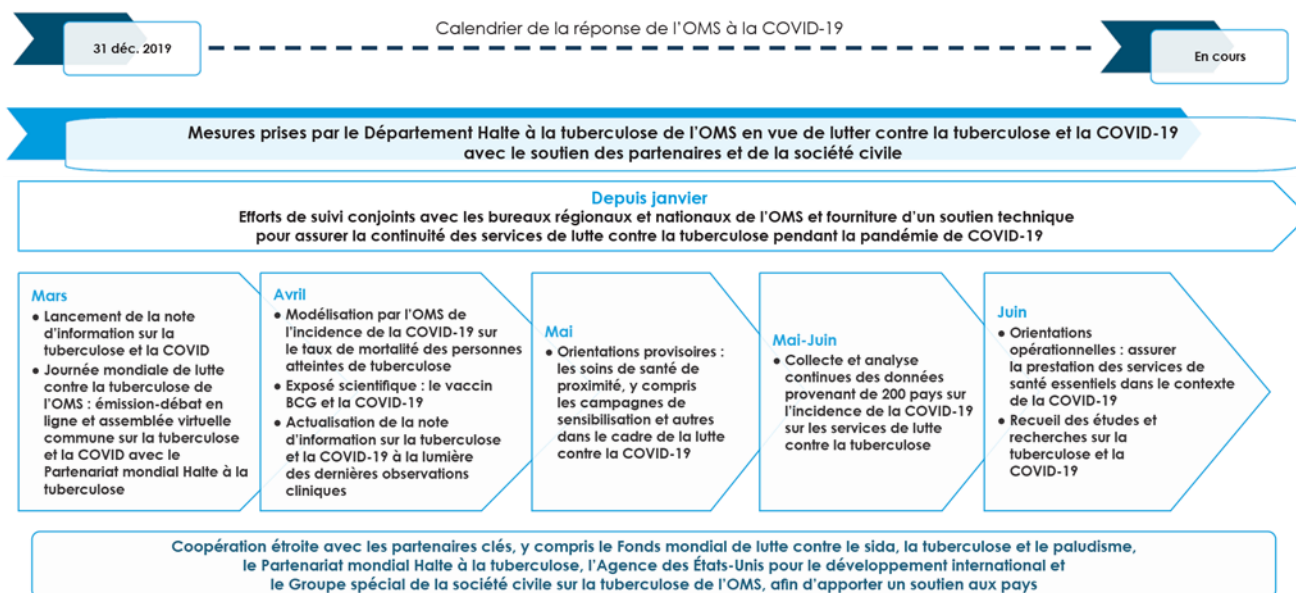 Calendrier de la réponse de l'OMS à la COVID-19
31 déc. 2019
En cours
Mesures prises par le Département Halte à la tuberculose de l'OMS en vue de lutter contre la tuberculose et la COVID-19
avec le soutien des partenaires et de la société civile
Depuis janvier
Efforts de suivi conjoints avec les bureaux régionaux et nationaux de l'OMS et fourniture d'un soutien technique
pour assurer la continuité des services de lutte contre la tuberculose pendant la pandémie de COVID-19
Mars
● Lancement de la note
d'information sur la
tuberculose et la COVID
● Journée mondiale de lutte
contre la tuberculose de
l'OMS : émission-débat en
ligne et assemblée virtuelle
commune sur la tuberculose
et la COVID avec le
Partenariat mondial Halte à la
tuberculose
Avril
● Modélisation par l'OMS de
l'incidence de la COVID-19 sur
le taux de mortalité des personnes
atteintes de tuberculose
● Exposé scientifique : le vaccin
BCG et la COVID-19
● Actualisation de la note
d'information sur la tuberculose
et la COVID-19 à la lumière
des dernières observations
cliniques
Mai
● Orientations provisoires :
les soins de santé de
proximité, y compris
les campagnes de
sensibilisation et autres
dans le cadre de la lutte
contre la COVID-19
Mai-Juin
● Collecte et analyse
continues des données
provenant de 200 pays sur
l'incidence de la COVID-19
sur les services de lutte
contre la tuberculose
Juin
● Orientations
opérationnelles : assurer
la prestation des services de
santé essentiels dans le contexte
de la COVID-19
● Recueil des études et
recherches sur la
tuberculose et la
COVID-19
Coopération étroite avec les partenaires clés, y compris le Fonds mondial de lutte contre le sida, la tuberculose et le paludisme,
le Partenariat mondial Halte à la tuberculose, l'Agence des États-Unis pour le développement international et
le Groupe spécial de la société civile sur la tuberculose de l'OMS, afin d'apporter un soutien aux pays